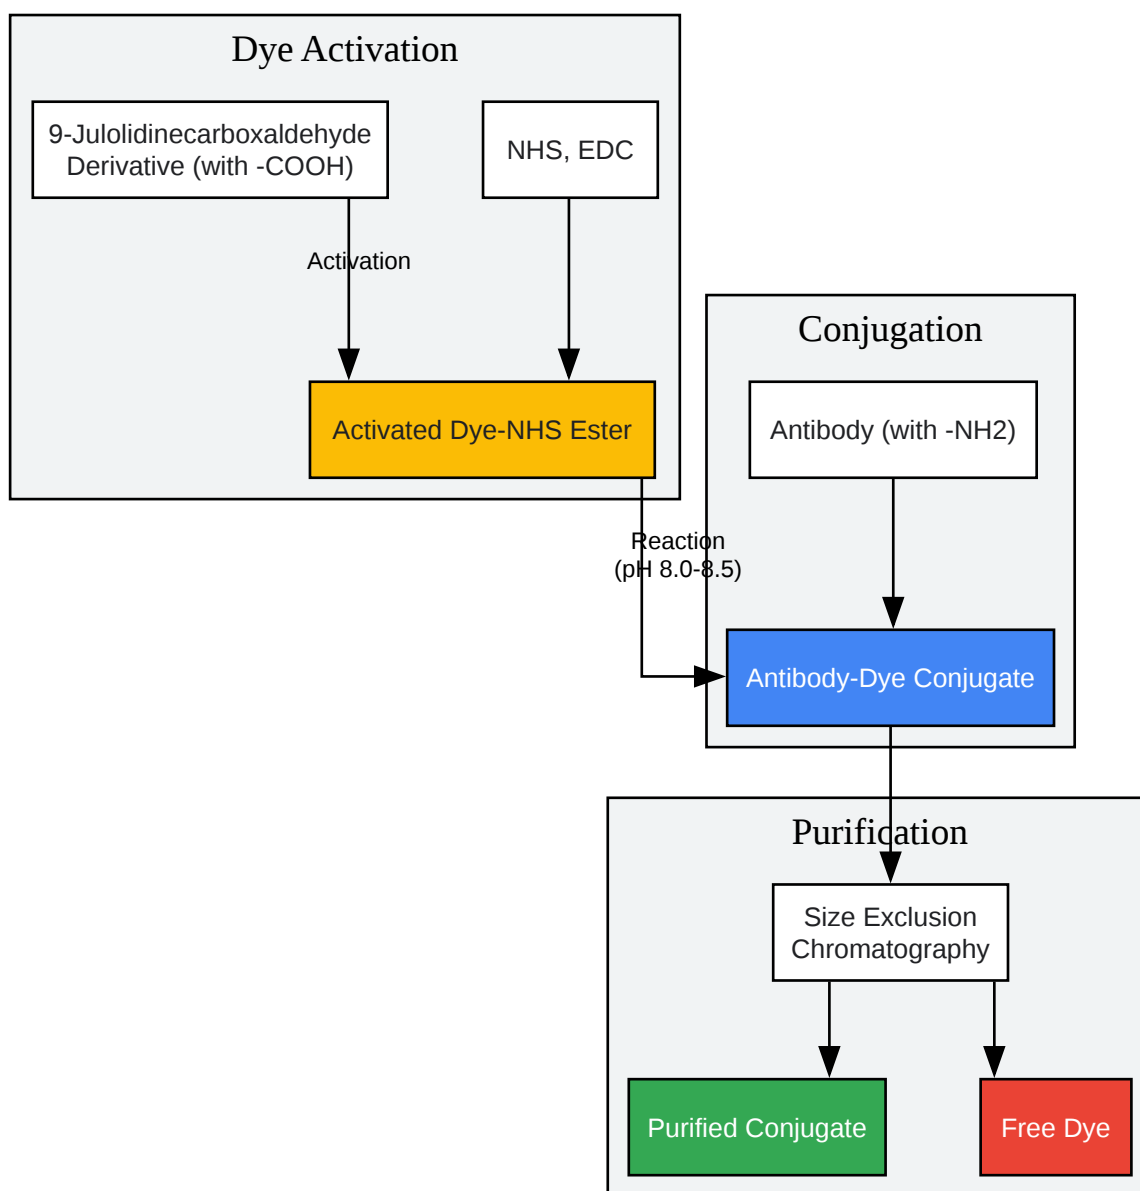 Dye Activation
9-Julolidinecarboxaldehyde
Derivative (with -COOH)
NHS, EDC
Activation
Activated Dye-NHS Ester
Conjugation
Antibody (with -NH2)
Reaction
(pH 8.0-8.5)
Antibody-Dye Conjugate
Purification
Size Exclusion
Chromatography
Purified Conjugate
Free Dye